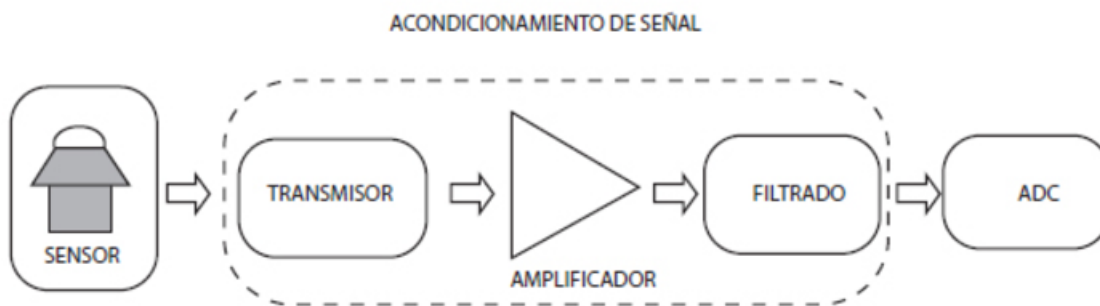 ACONDICIONAMIENTO DE SEÑAL
SENSOR
TRANSMISOR
AMPLIFICADOR
FILTRADO
ADC